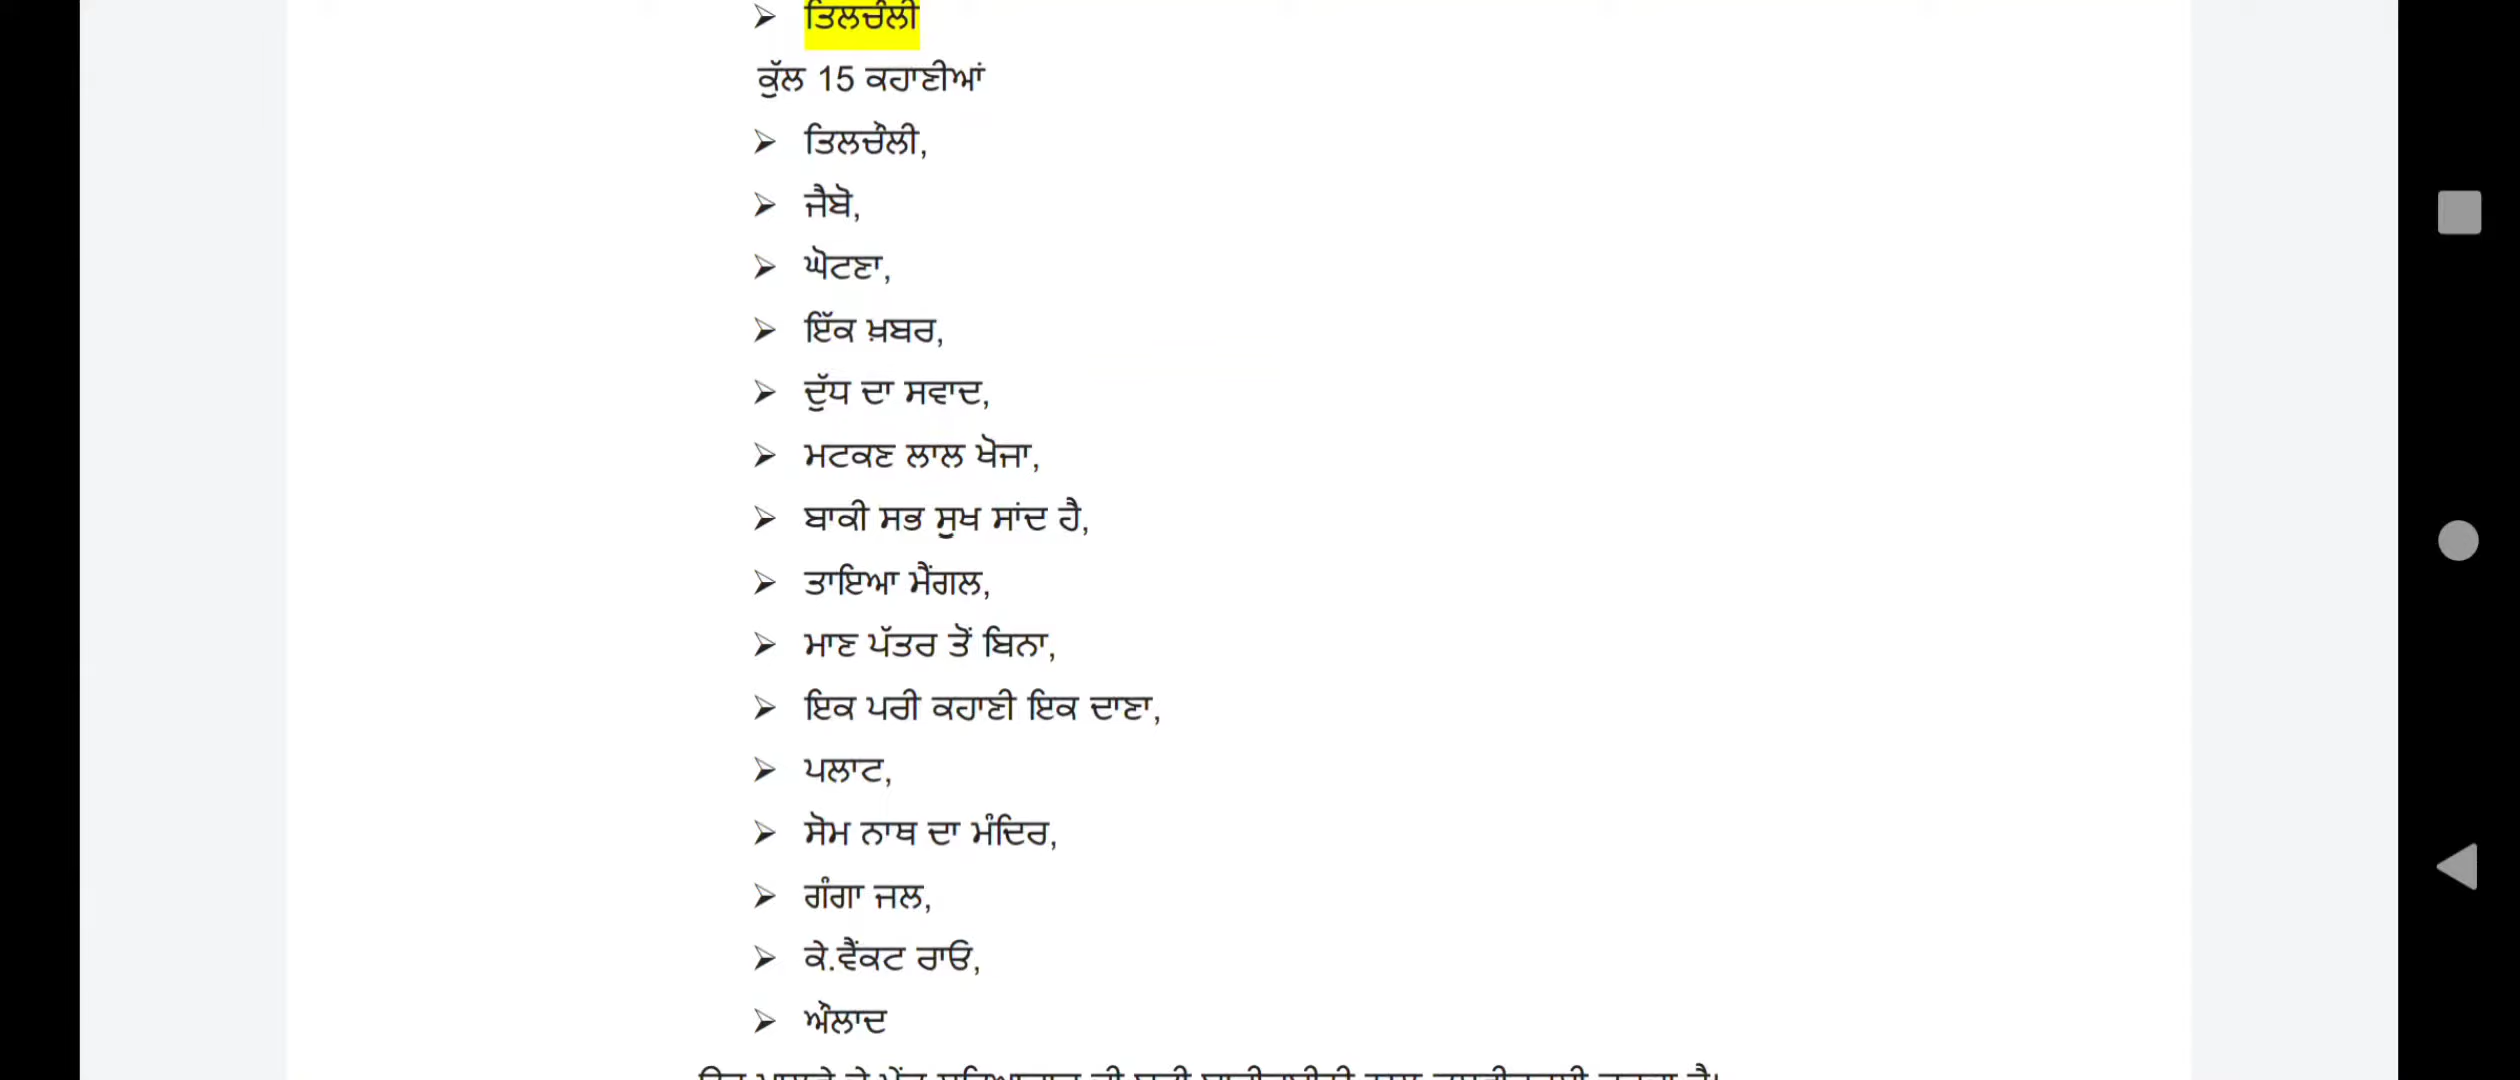 ➢ ਤਿਲਚੌਲੀ
ਕੁੱਲ 15 ਕਹਾਣੀਆਂ
➢ ਤਿਲਚੌਲੀ,
➢ ਜੈਬੋ,
➢ ਘੋਟਣਾ,
➢ ਇੱਕ ਖ਼ਬਰ,
➢ ਦੁੱਧ ਦਾ ਸਵਾਦ,
➢ ਮਟਕਣ ਲਾਲ ਖੋਜਾ,
➢ ਬਾਕੀ ਸਭ ਸੁਖ ਸਾਂਦ ਹੈ,
➢ ਤਾਇਆ ਮੈਂਗਲ,
➢ ਮਾਣ ਪੱਤਰ ਤੋਂ ਬਿਨਾ,
➢ ਇਕ ਪਰੀ ਕਹਾਣੀ ਇਕ ਦਾਣਾ,
➢ ਪਲਾਟ,
➢ ਸੋਮ ਨਾਥ ਦਾ ਮੰਦਿਰ,
➢ ਗੰਗਾ ਜਲ,
➢ ਕੇ.ਵੈਂਕਟ ਰਾਓ,
➢ ਔਲਾਦ